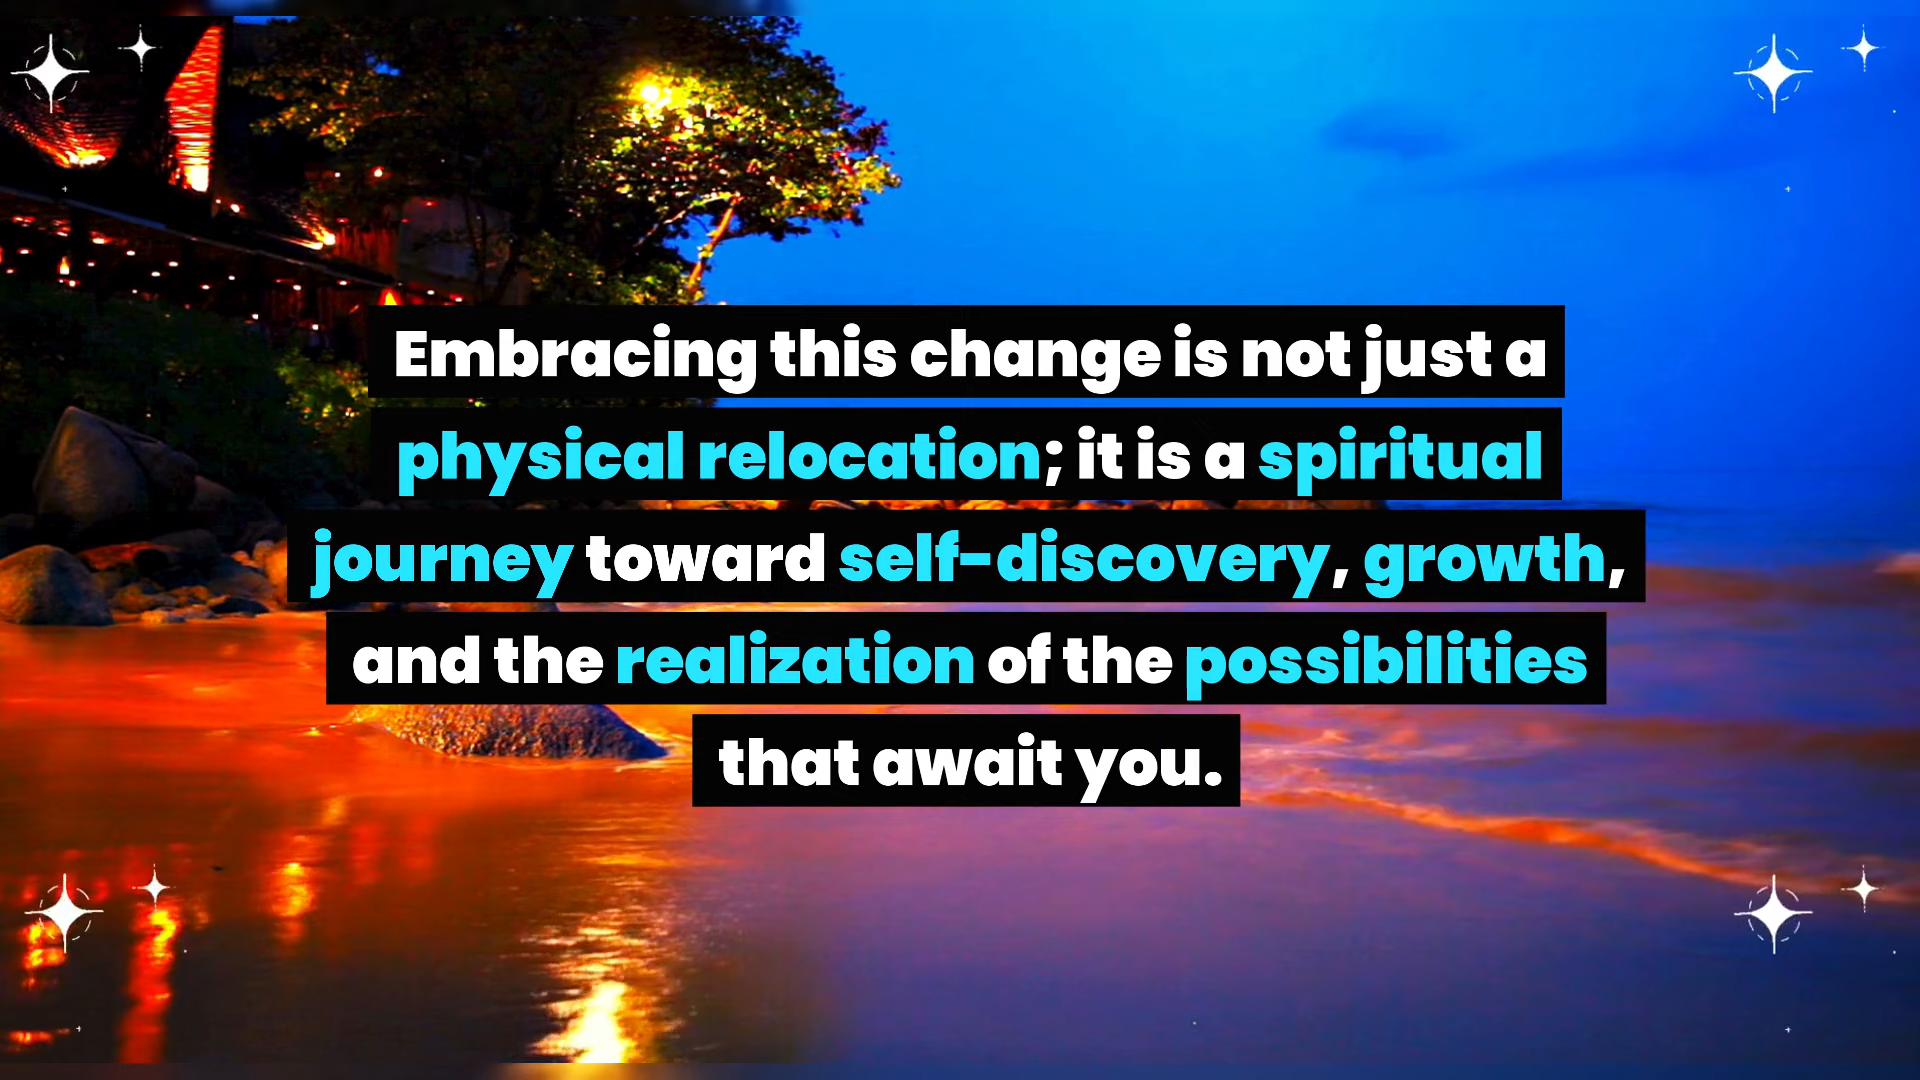 Embracing this change is not just a
physical relocation; it is a spiritual
journey toward self-discovery, growth,
and the realization of the possibilities
that await you.